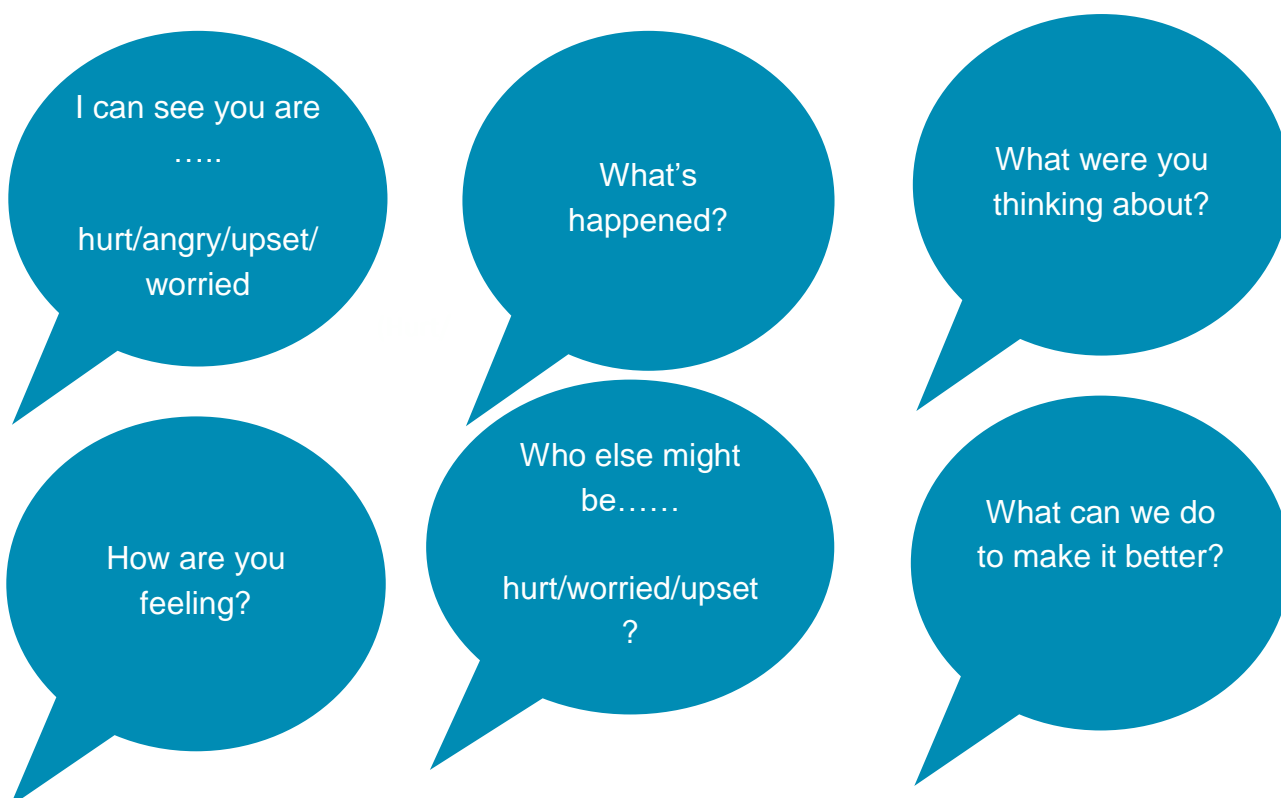 I can see you are
…..
hurt/angry/upset/
worried
What’s
happened?
What were you
thinking about?
How are you
feeling?
Who else might
be……
hurt/worried/upset
?
What can we do
to make it better?